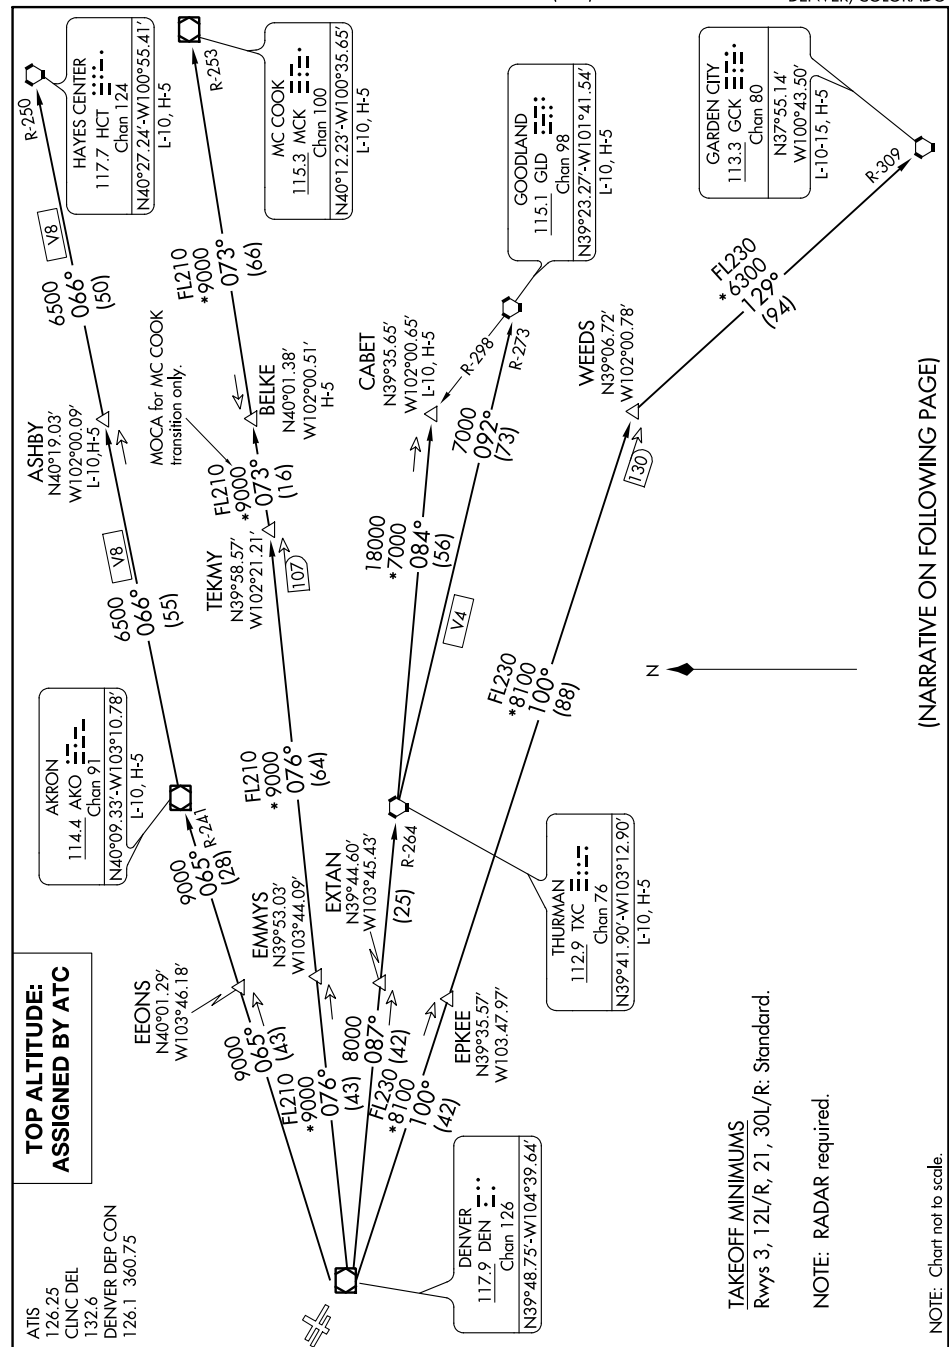 DENVER, COLORADO
ATIS
126.25
CLNC DEL
132.6
DENVER DEP CON
126.1 360.75
TOP ALTITUDE:
ASSIGNED BY ATC
AKRON
114.4 AKO
Chan 91
N40°09.33'-W103°10.78'
L-10, H-5
HAYES CENTER
117.7 HCT
Chan 124
N40°27.24'-W100°55.41'
L-10, H-5
R-250
V8
6500
066°
(50)
ASHBY
N40°19.03'
W102°00.09'
L-10,H-5
V8
6500
066°
(55)
R-241
9000
065°
(28)
EEONS
N40°01.29'
W103°46.18'
9000
065°
(43)
MC COOK
115.3 MCK
Chan 100
N40°12.23'-W100°35.65'
L-10, H-5
R-253
FL210
*9000
073°
(66)
BELKE
N40°01.38'
W102°00.51'
H-5
MOCA for MC COOK
transition only.
FL210
*9000
073°
(16)
TEKMY
N39°58.57'
W102°21.21'
107
FL210
*9000
076°
(64)
EMMYS
N39°53.03'
W103°44.09'
FL210
*9000
076°
(43)
GOODLAND
115.1 GLD
Chan 98
N39°23.27'-W101°41.54'
L-10, H-5
CABET
N39°35.65'
W102°00.65'
L-10, H-5
R-298
R-273
18000
*7000
084°
(56)
7000
092°
(73)
V4
EXTAN
N39°44.60'
W103°45.43'
(25)
R-264
8000
087°
(42)
THURMAN
112.9 TXC
Chan 76
N39°41.90'-W103°12.90'
L-10, H-5
GARDEN CITY
113.3 GCK
Chan 80
N37°55.14'
W100°43.50'
L-10-15, H-5
R-309
FL230
*6300
129°
(94)
WEEDS
N39°06.72'
W102°00.78'
130
FL230
*8100
100°
(88)
EPKEE
N39°35.57'
W103.47.97'
FL230
*8100
100°
(42)
DENVER
117.9 DEN
Chan 126
N39°48.75'-W104°39.64'
N
TAKEOFF MINIMUMS
Rwys 3, 12L/R, 21, 30L/R: Standard.
NOTE: RADAR required.
(NARRATIVE ON FOLLOWING PAGE)
NOTE: Chart not to scale.